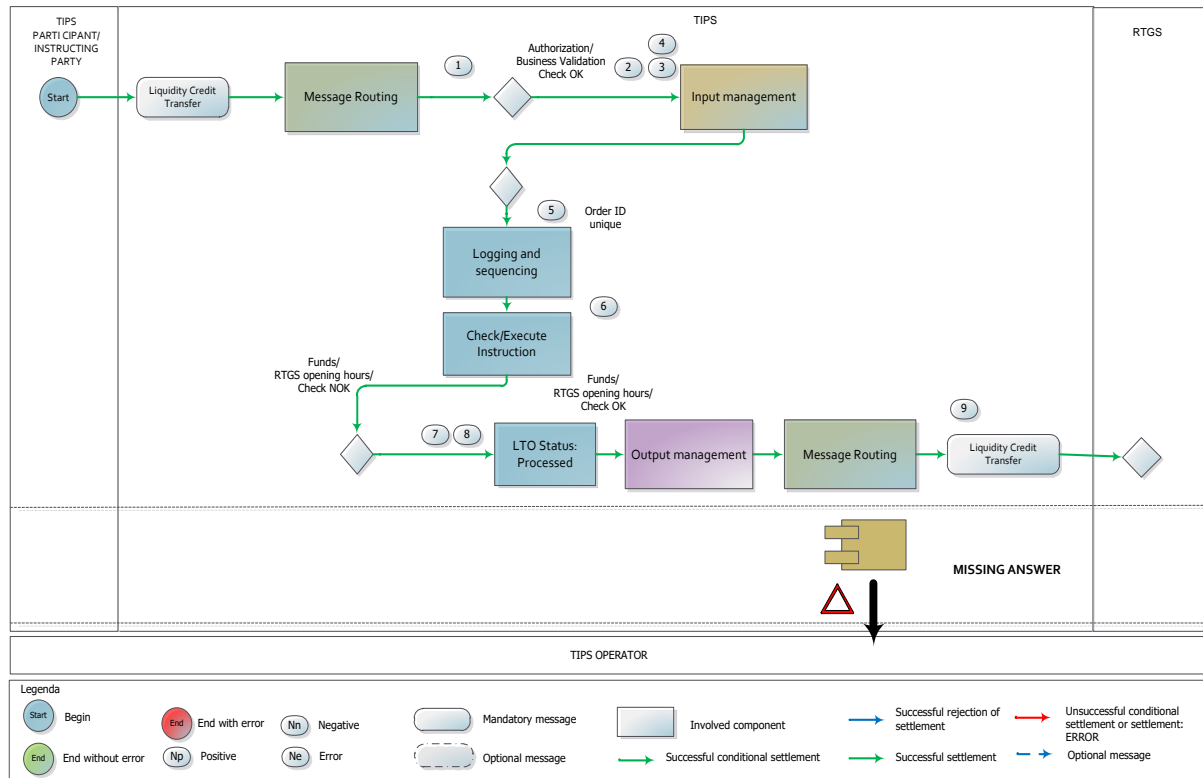 TIPS
PARTICIPANT/
INSTRUCTING
PARTY
TIPS
RTGS
Start
Liquidity Credit
Transfer
Message Routing
1
Authorization/
Business Validation
Check OK
2
4
3
Input management
5
Order ID
unique
Logging and
sequencing
6
Check/Execute
Instruction
Funds/
RTGS opening hours/
Check NOK
Funds/
RTGS opening hours/
Check OK
7
8
LTO Status:
Processed
Output management
Message Routing
9
Liquidity Credit
Transfer
MISSING ANSWER
TIPS OPERATOR
Legenda
Start
Begin
End
End with error
Nn
Negative
Mandatory message
Involved component
Successful rejection of
settlement
Unsuccessful conditional
settlement or settlement:
ERROR
End
End without error
Np
Positive
Ne
Error
Optional message
Successful conditional settlement
Successful settlement
Optional message